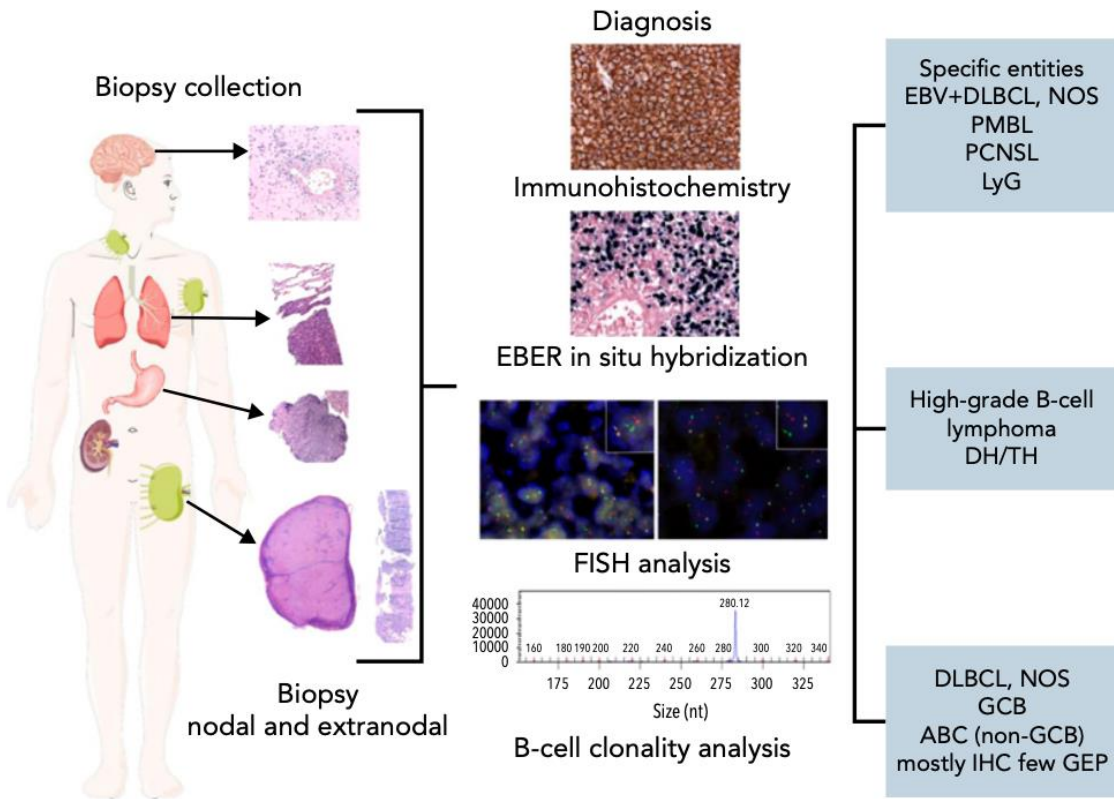 Biopsy collection
Biopsy
nodal and extranodal
Diagnosis
Immunohistochemistry
EBER in situ hybridization
FISH analysis
40000
30000
20000
10000
0
280.12
160 180 190 200 220 240 260 280 300 320 340
175 200 225 250 275 300 325
Size (nt)
B-cell clonality analysis
Specific entities
EBV+DLBCL, NOS
PMBL
PCNSL
LyG
High-grade B-cell
lymphoma
DH/TH
DLBCL, NOS
GCB
ABC (non-GCB)
mostly IHC few GEP